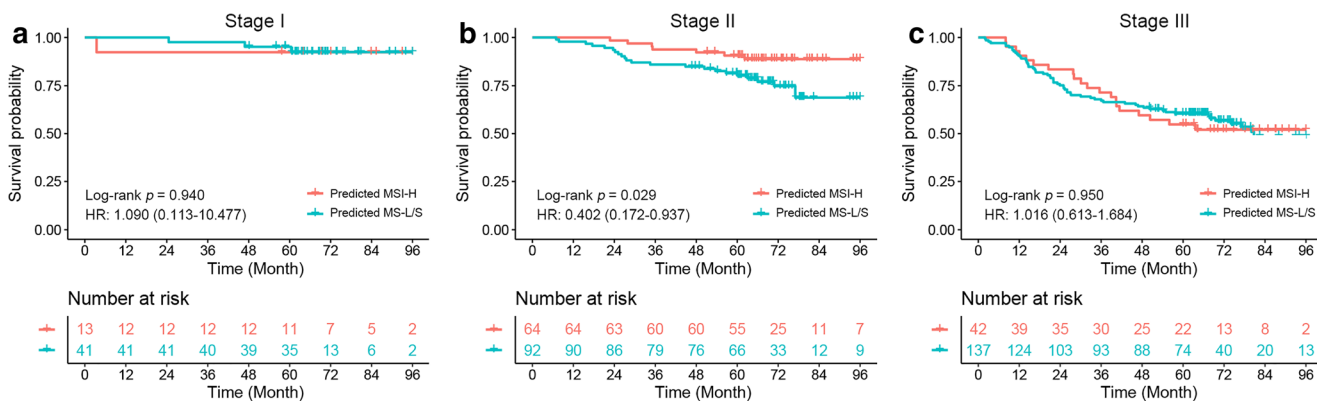 a
Stage I
Survival probability
1.00
0.75
0.50
0.25
0.00
Log-rank p = 0.940
HR: 1.090 (0.113-10.477)
Predicted MSI-H
Predicted MS-L/S
0 12 24 36 48 60 72 84 96
Time (Month)
Number at risk
13 12 12 12 12 11 7 5 2
41 41 41 40 39 35 13 6 2
0 12 24 36 48 60 72 84 96
Time (Month)
b
Stage II
Survival probability
1.00
0.75
0.50
0.25
0.00
Log-rank p = 0.029
HR: 0.402 (0.172-0.937)
Predicted MSI-H
Predicted MS-L/S
0 12 24 36 48 60 72 84 96
Time (Month)
Number at risk
64 64 63 60 60 55 25 11 7
92 90 86 79 76 66 33 12 9
0 12 24 36 48 60 72 84 96
Time (Month)
c
Stage III
Survival probability
1.00
0.75
0.50
0.25
0.00
Log-rank p = 0.950
HR: 1.016 (0.613-1.684)
Predicted MSI-H
Predicted MS-L/S
0 12 24 36 48 60 72 84 96
Time (Month)
Number at risk
42 39 35 30 25 22 13 8 2
137 124 103 93 88 74 40 20 13
0 12 24 36 48 60 72 84 96
Time (Month)